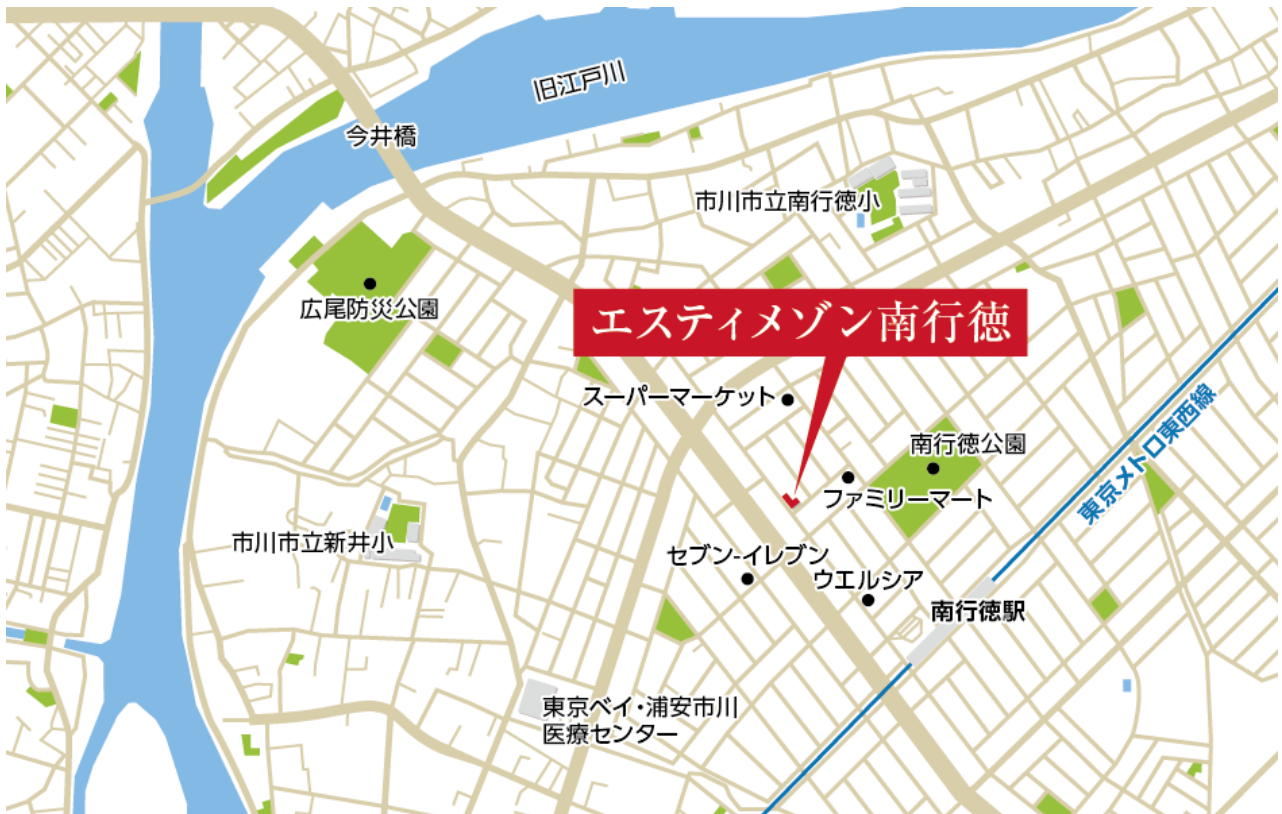 旧江戸川
今井橋
市川市立南行徳小
広尾防災公園
エスティメゾン南行徳
スーパーマーケット
南行徳公園
東京メトロ東西線
ファミリーマート
市川市立新井小
セブン-イレブン
ウエルシア
南行徳駅
東京ベイ・浦安市川
医療センター